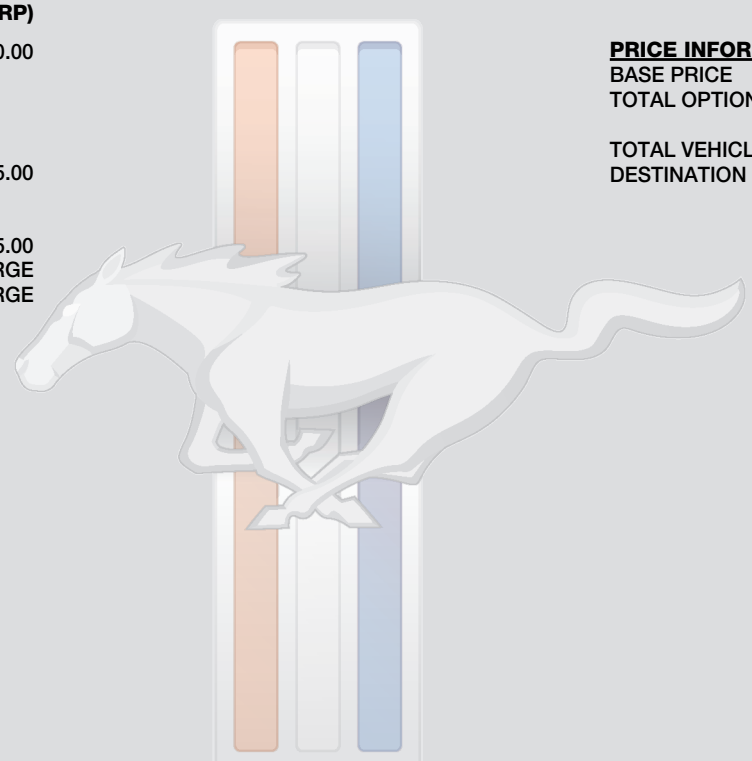 RP)
0.00
5.00
5.00
RGE
RGE
PRICE INFOR
BASE PRICE
TOTAL OPTION
TOTAL VEHICL
DESTINATION